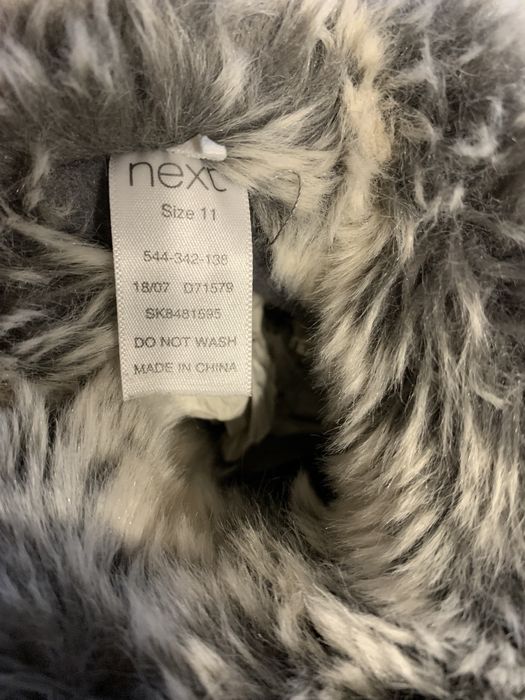 next
Size 11
544-342-138
18/07 D71579
SK8481595
DO NOT WASH
MADE IN CHINA